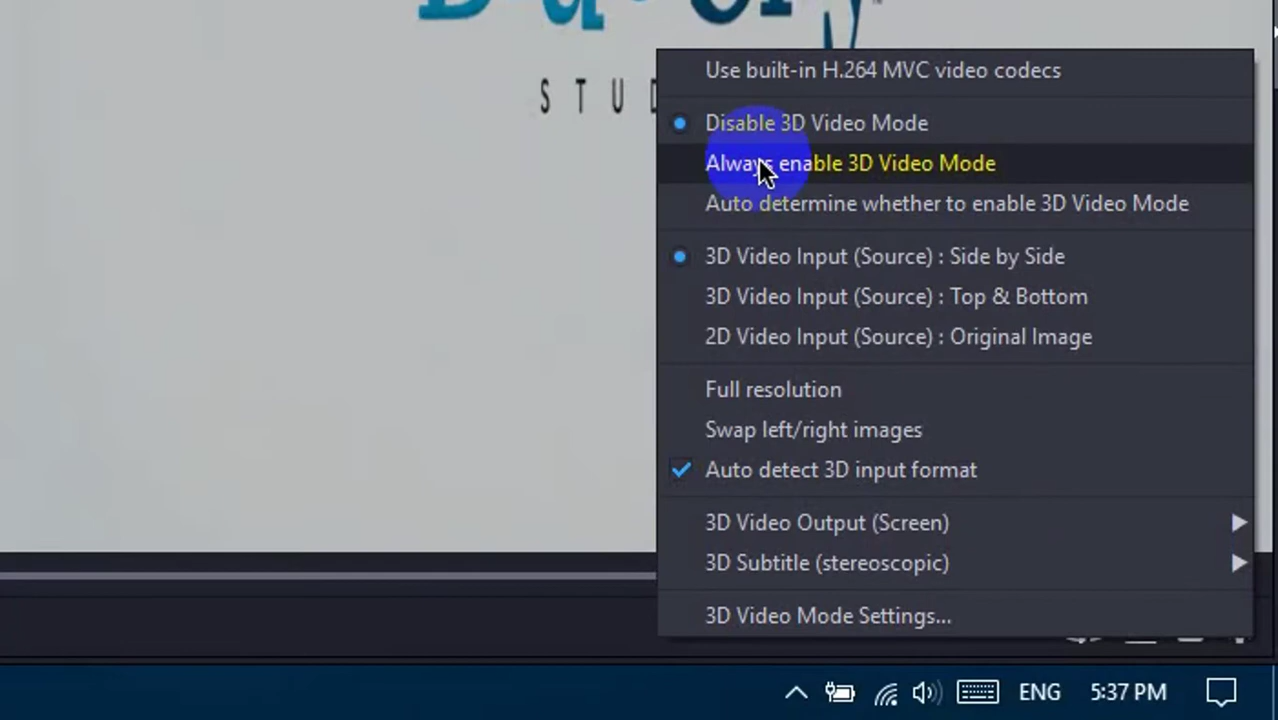 STUD
Use built-in H.264 MVC video codecs
Disable 3D Video Mode
Always enable 3D Video Mode
Auto determine whether to enable 3D Video Mode
3D Video Input (Source) : Side by Side
3D Video Input (Source) : Top & Bottom
2D Video Input (Source) : Original Image
Full resolution
Swap left/right images
Auto detect 3D input format
3D Video Output (Screen)
3D Subtitle (stereoscopic)
3D Video Mode Settings...
ENG 5:37 PM